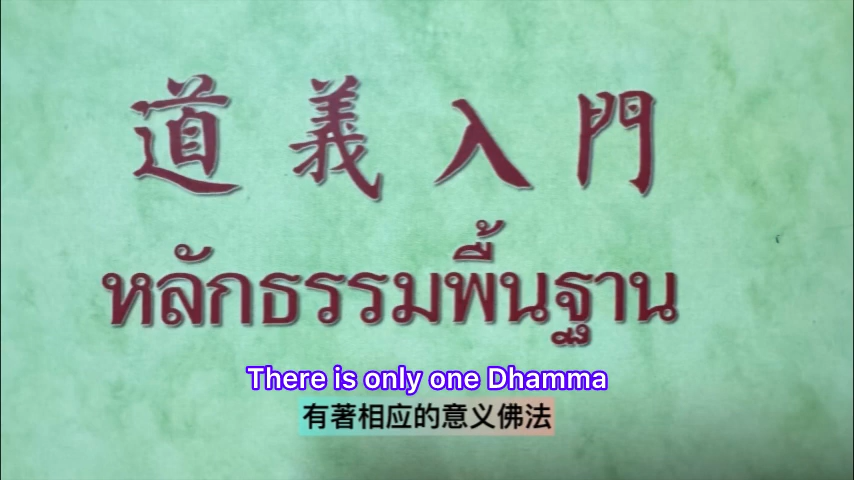 道義入門
หลักธรรมพื้นฐาน
There is only one Dhamma
有著相应的意义佛法